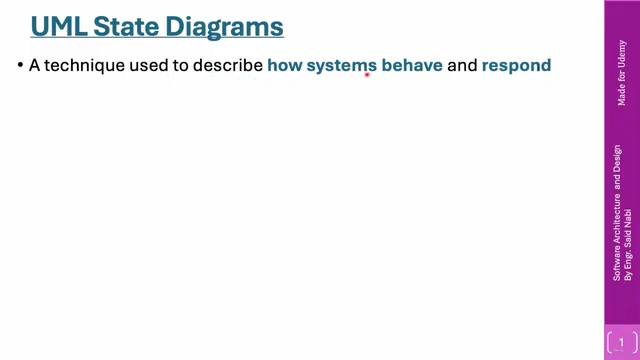 UML State Diagrams
• A technique used to describe how systems behave and respond
Made for Udemy
Software Architecture and Design
By Engr. Said Nabi
1